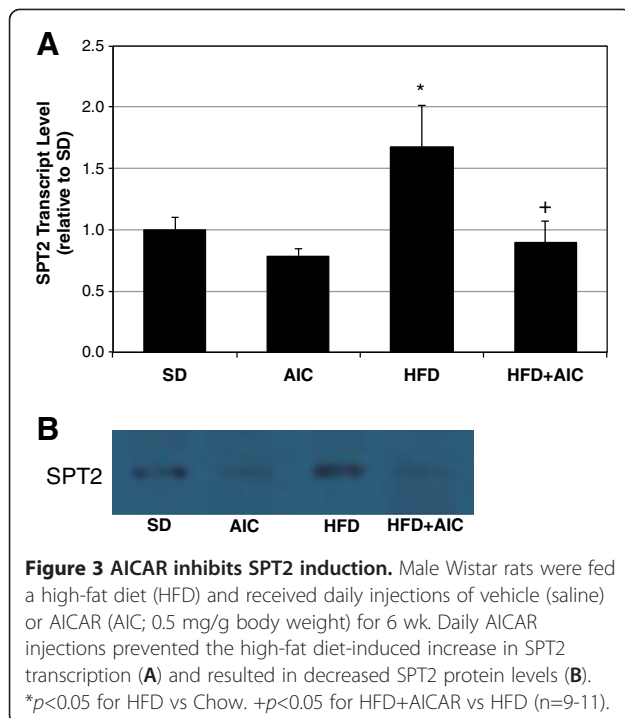 A
2.5
2.0
1.5
1.0
0.5
0.0
SPT2 Transcript Level
(relative to SD)
*
+
SD AIC HFD HFD+AIC
B
SPT2
SD AIC HFD HFD+AIC
Figure 3 AICAR inhibits SPT2 induction. Male Wistar rats were fed
a high-fat diet (HFD) and received daily injections of vehicle (saline)
or AICAR (AIC; 0.5 mg/g body weight) for 6 wk. Daily AICAR
injections prevented the high-fat diet-induced increase in SPT2
transcription (A) and resulted in decreased SPT2 protein levels (B).
*p<0.05 for HFD vs Chow. +p<0.05 for HFD+AICAR vs HFD (n=9-11).